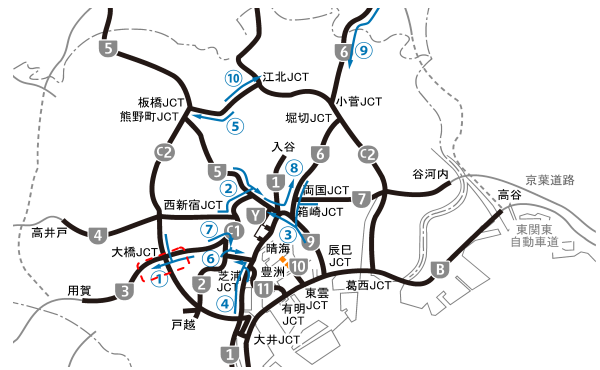 5
6
⑨
⑩
江北JCT
板橋JCT
熊野町JCT
小菅JCT
堀切JCT
⑤
C2
入谷
6
C2
5
⑧
谷河内
京葉道路
②
1
両国JCT
7
高谷
西新宿JCT
Y
箱崎JCT
高井戸
4
⑦
C1
③
9
東関東
自動車道
大橋JCT
⑥
晴海
辰巳
JCT
①
芝浦
JCT
豊洲
10
B
用賀
3
2
11
東雲
JCT
葛西JCT
戸越
④
有明
JCT
大井JCT
1